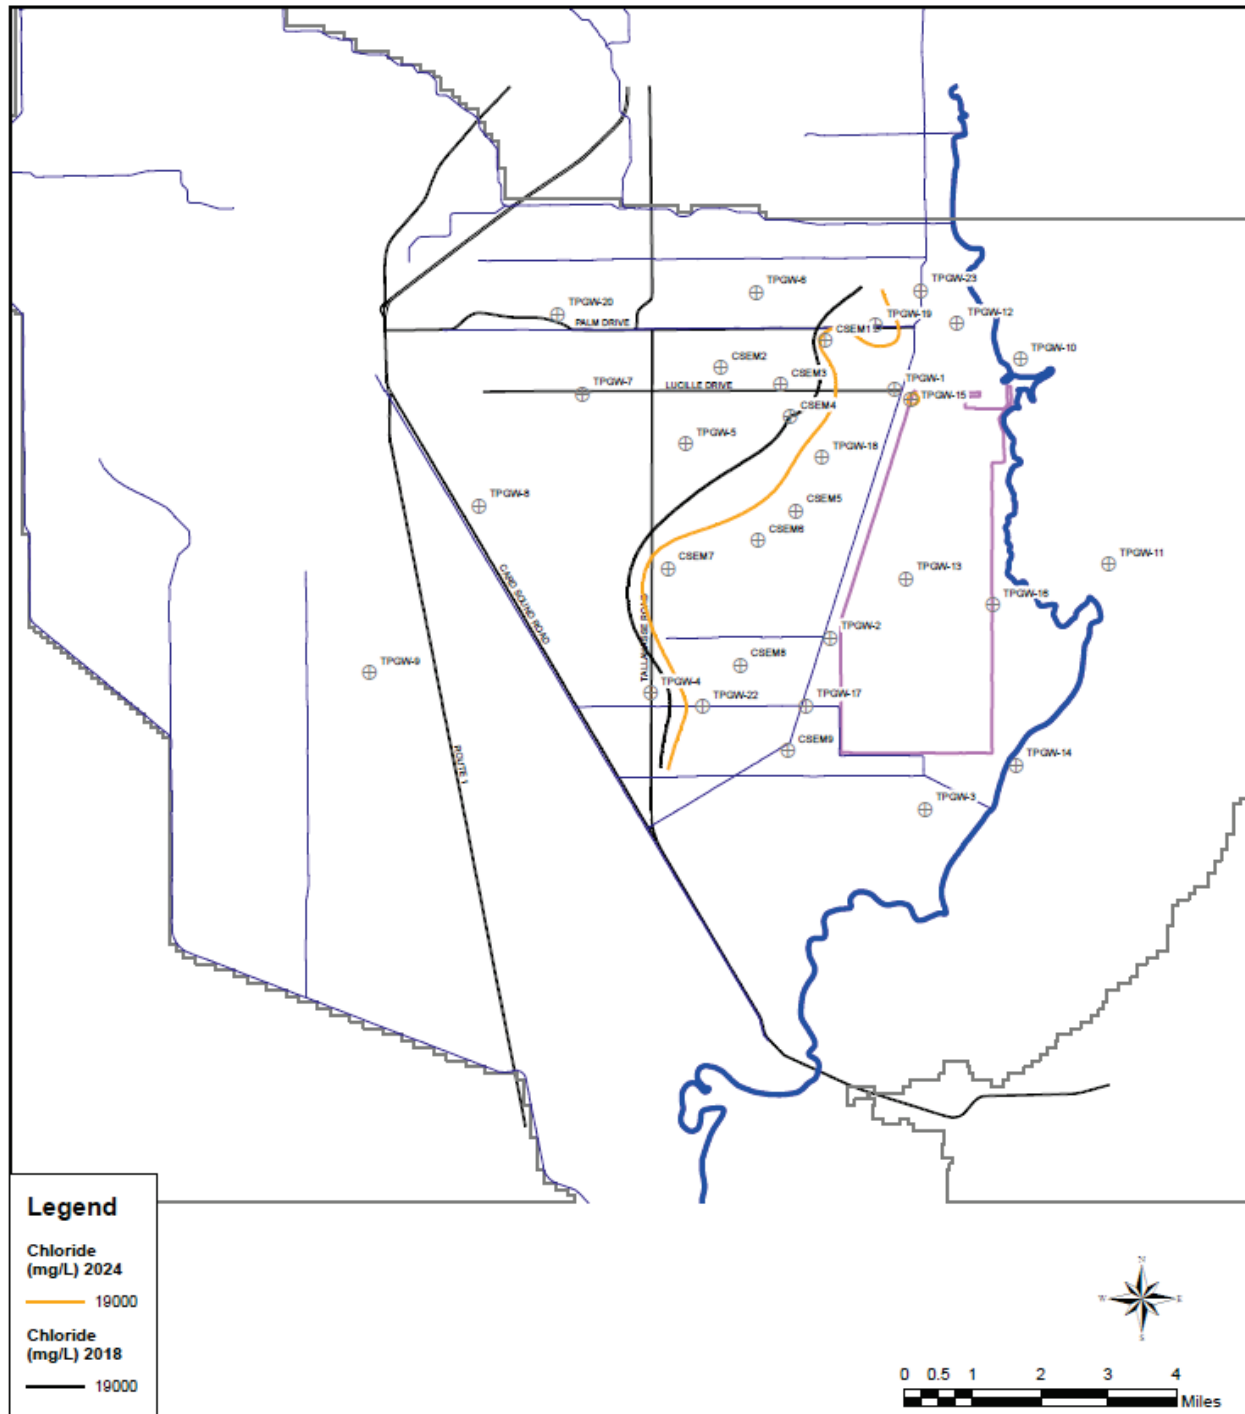 TPGW-6
TPGW-23
TPGW-20
PALM DRIVE
TPGW-19
TPGW-12
CSEM1
TPGW-10
CSEM2
CSEM3
LUCILLE DRIVE
TPGW-7
TPGW-1
TPGW-15
CSEM4
TPGW-5
TPGW-18
TPGW-8
CSEM5
CSEM6
CSEM7
TPGW-11
TPGW-13
CARD SOUND ROAD
TALLAHASSEE ROAD
TPGW-16
TPGW-2
TPGW-9
CSEM8
TPGW-4
TPGW-22
TPGW-17
CSEM9
ROUTE 1
TPGW-14
TPGW-3
Legend
Chloride
(mg/L) 2024
19000
Chloride
(mg/L) 2018
19000
N
W E
S
0 0.5 1 2 3 4
Miles